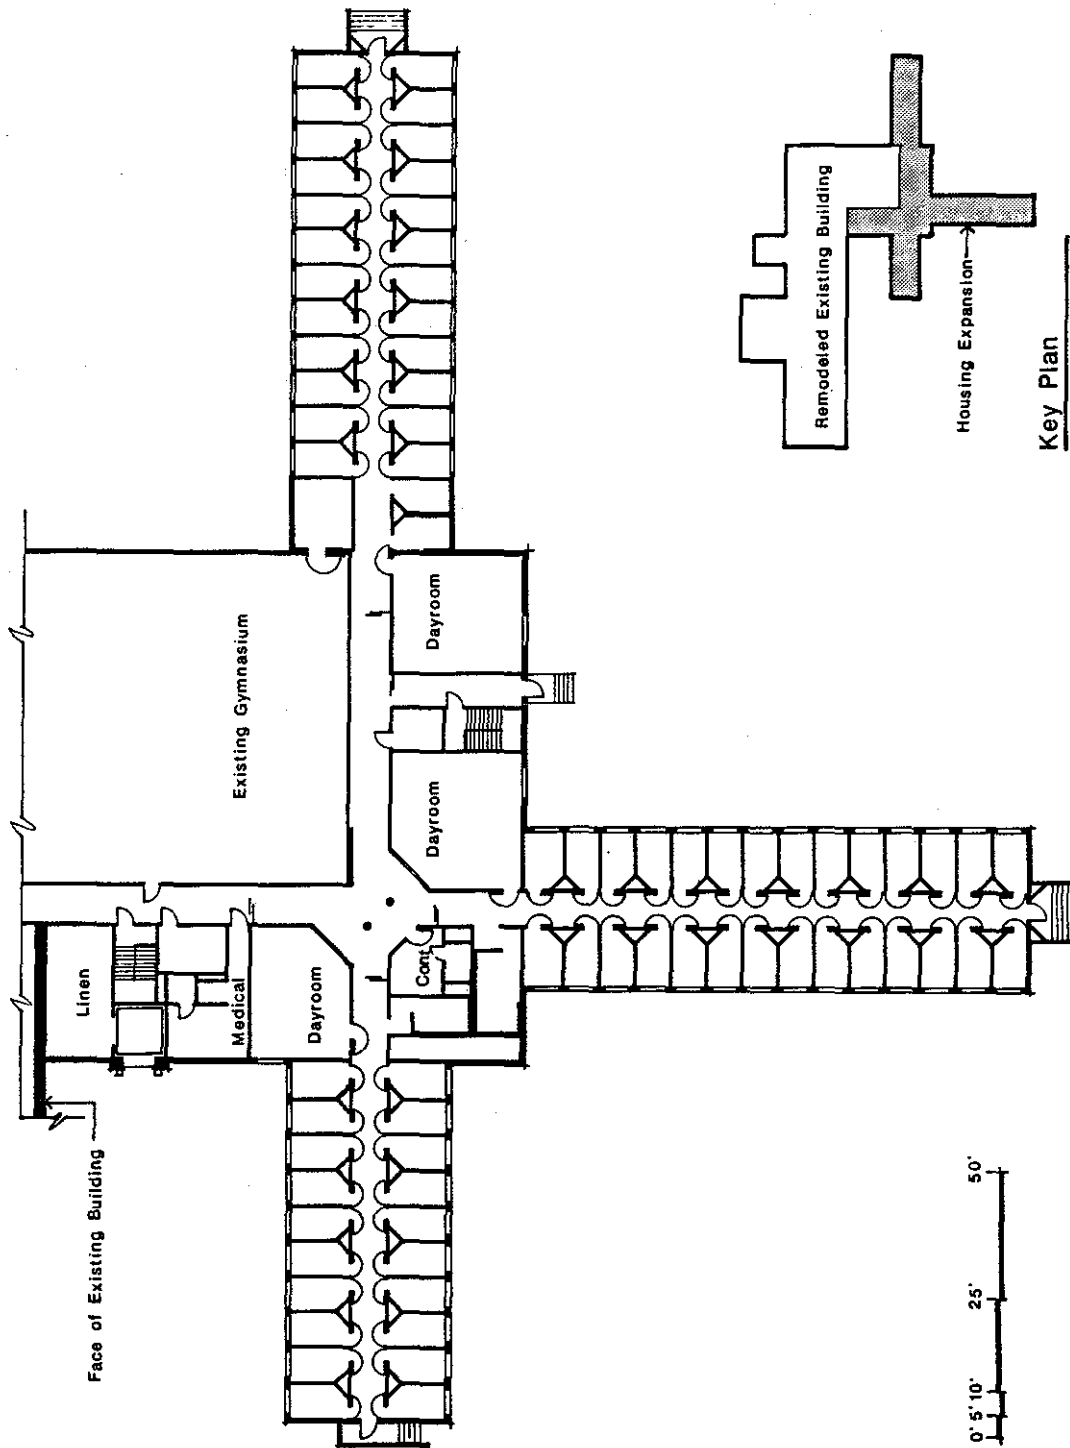 Existing Gymnasium
Linen
Medical
Dayroom
Cont
Dayroom
Dayroom
Face of Existing Building
Remodeled Existing Building
Housing Expansion
Key Plan
0' 5' 10' 25' 50'